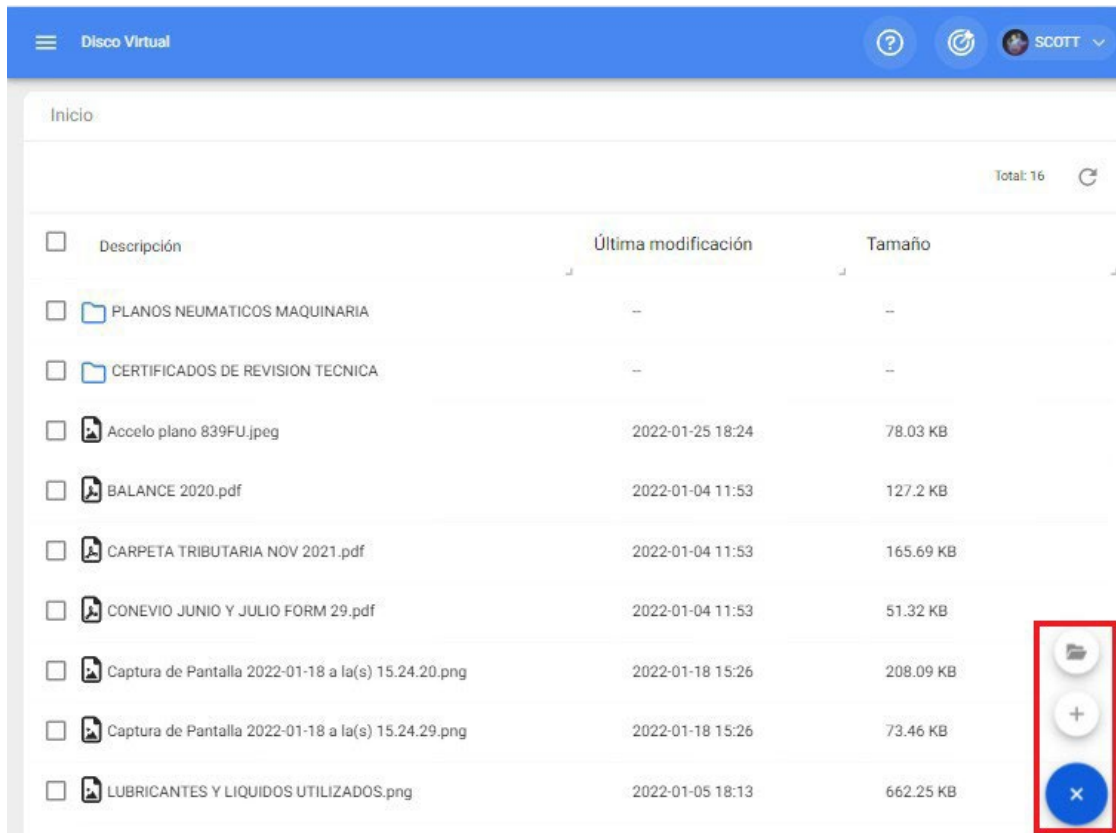 Disco Virtual
SCOTT
Inicio
Total: 16
Descripción Última modificación Tamaño
PLANOS NEUMATICOS MAQUINARIA -- --
CERTIFICADOS DE REVISION TECNICA -- --
Accelo plano 839FU.jpeg 2022-01-25 18:24 78.03 KB
BALANCE 2020.pdf 2022-01-04 11:53 127.2 KB
CARPETA TRIBUTARIA NOV 2021.pdf 2022-01-04 11:53 165.69 KB
CONEVIO JUNIO Y JULIO FORM 29.pdf 2022-01-04 11:53 51.32 KB
Captura de Pantalla 2022-01-18 a la(s) 15.24.20.png 2022-01-18 15:26 208.09 KB
Captura de Pantalla 2022-01-18 a la(s) 15.24.29.png 2022-01-18 15:26 73.46 KB
LUBRICANTES Y LIQUIDOS UTILIZADOS.png 2022-01-05 18:13 662.25 KB